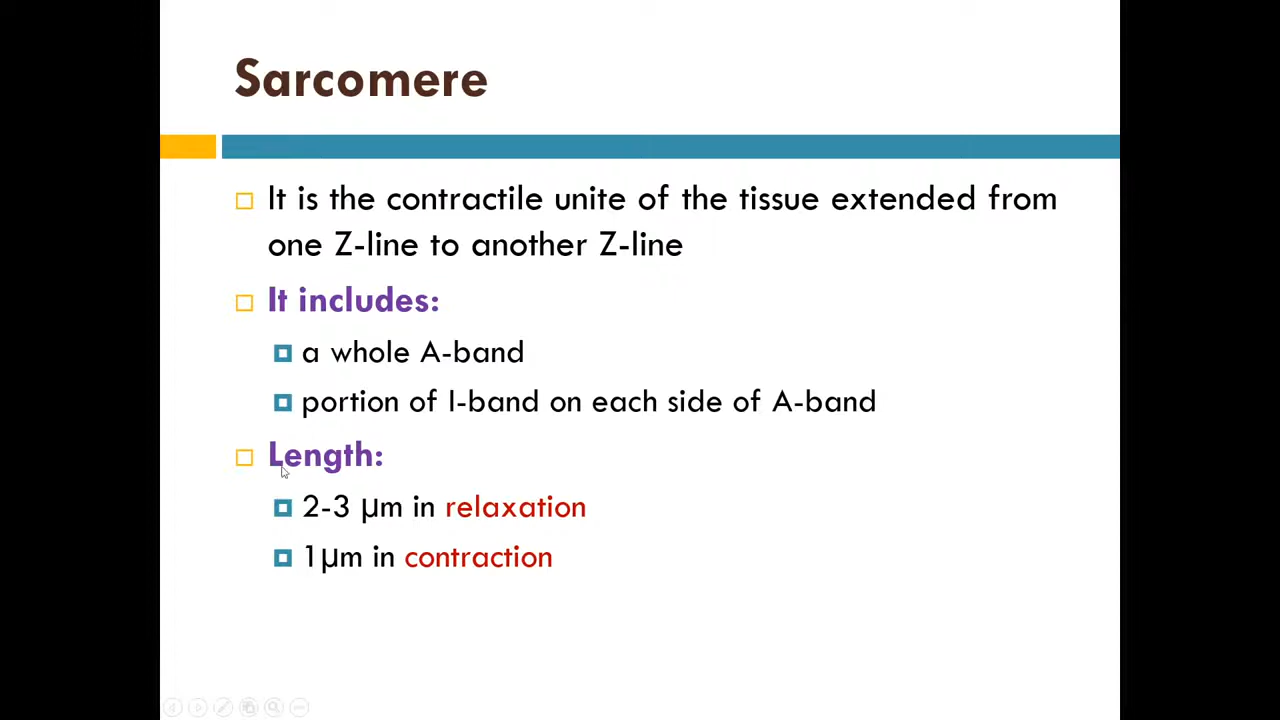 Sarcomere
It is the contractile unite of the tissue extended from
one Z-line to another Z-line
It includes:
a whole A-band
portion of I-band on each side of A-band
Length:
2-3 µm in relaxation
1µm in contraction